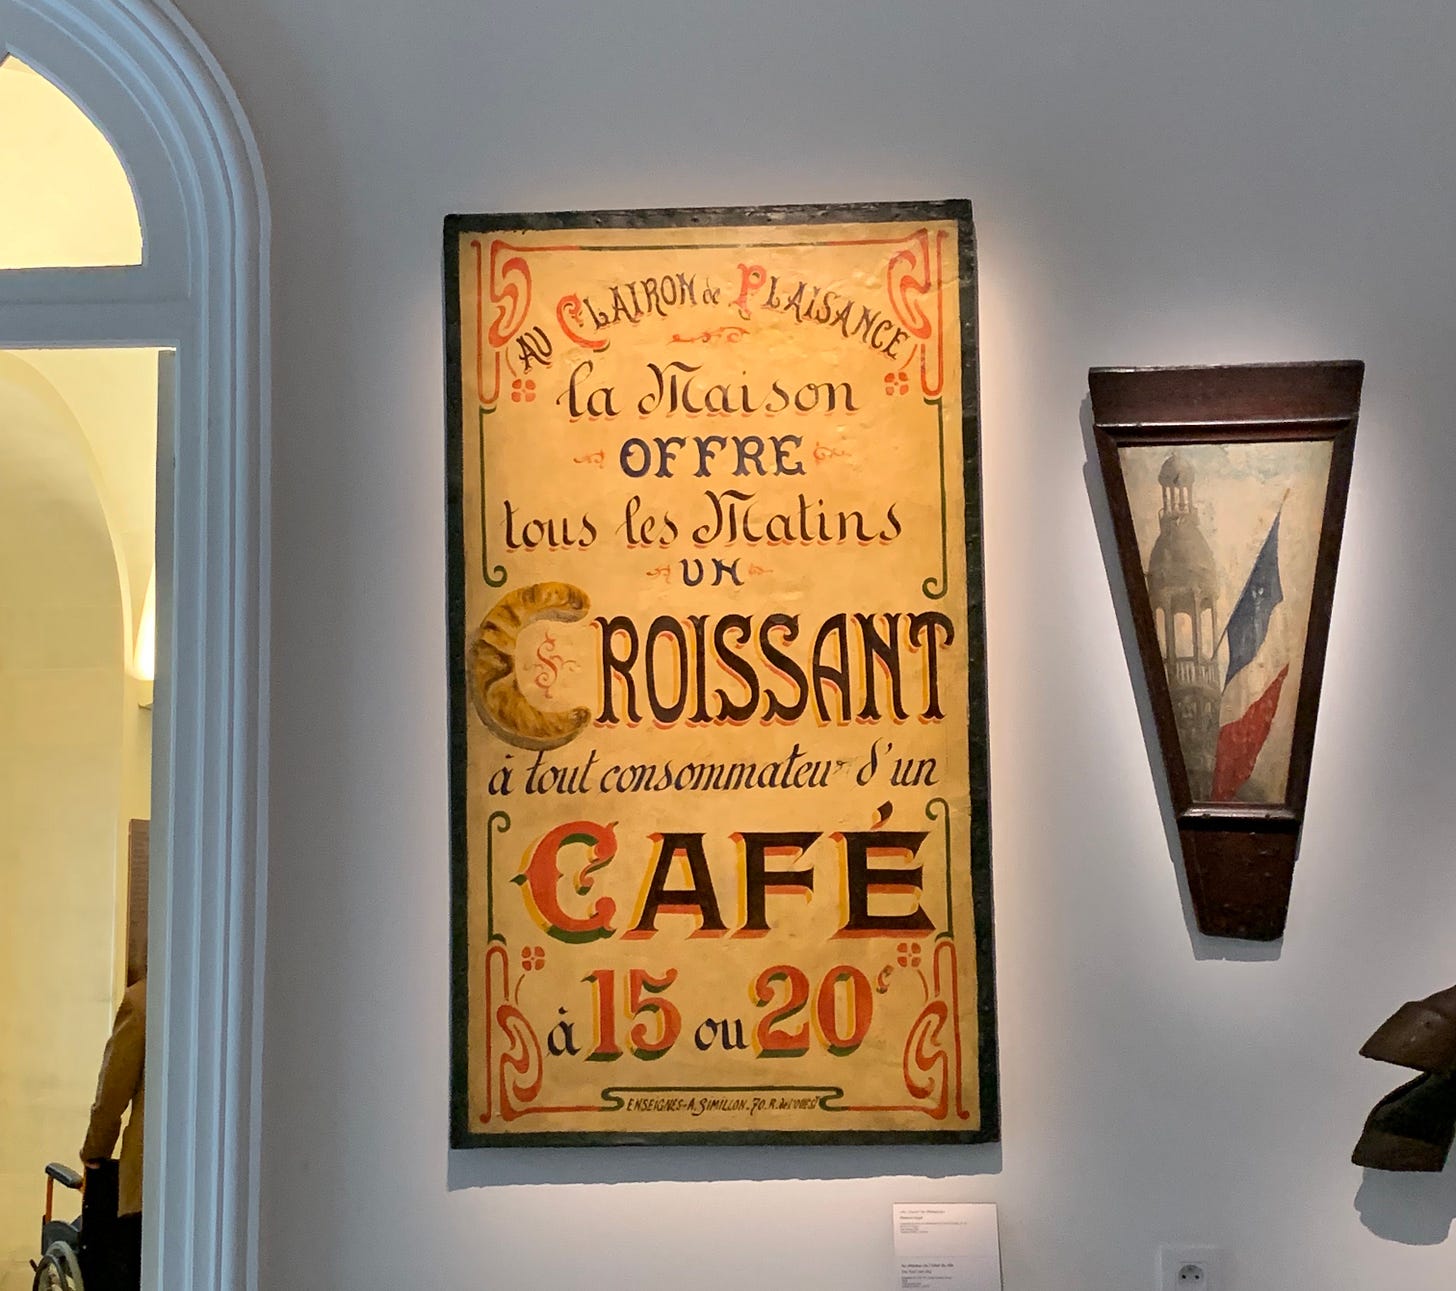 AU CLAIRON de PLAISANCE
la Maison
OFFRE
tous les Matins
UN
CROISSANT
à tout consommateur d'un
CAFÉ
à 15 ou 20c
ENSEIGNES-A. SIMILLON. 70. R. de l'OUEST